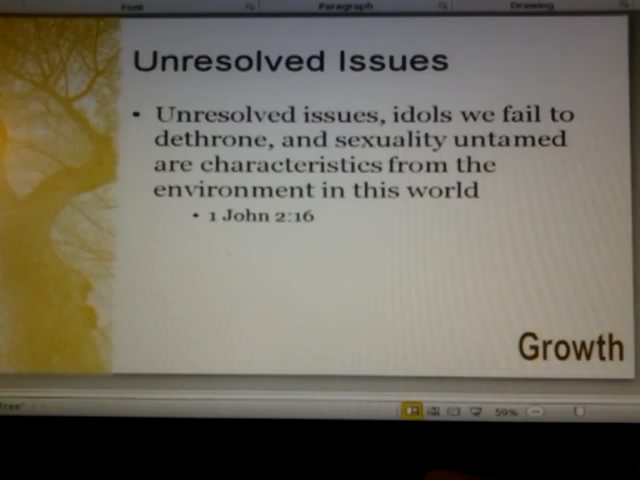 Font Paragraph Drawing
Unresolved Issues
• Unresolved issues, idols we fail to
dethrone, and sexuality untamed
are characteristics from the
environment in this world
• 1 John 2:16
Growth
Tree"
59%